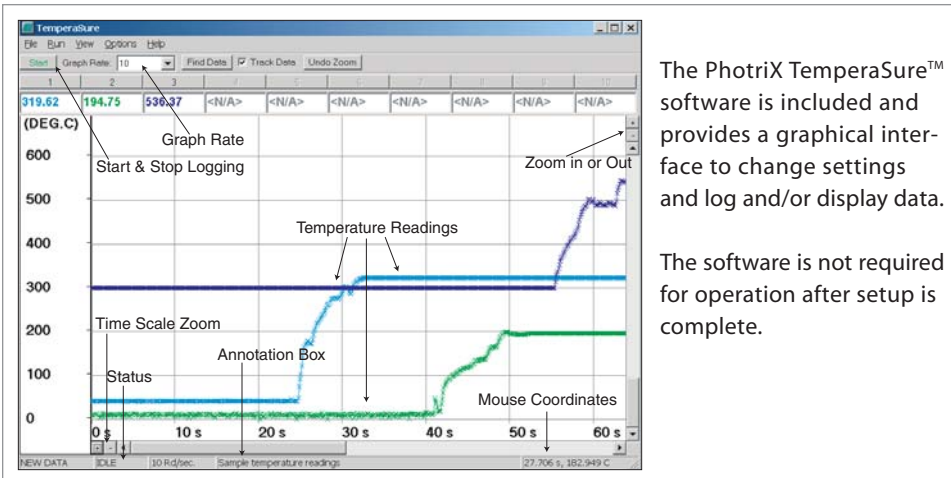 TemperaSure
File Run View Options Help
Start Graph Rate: 10 Find Data Track Data Undo Zoom
1 2 3 4 5 6 7 8 9 10
319.62 194.75 536.37 <N/A> <N/A> <N/A> <N/A> <N/A> <N/A> <N/A>
(DEG.C)
Graph Rate
Start & Stop Logging
Zoom in or Out
600
500
400
300
200
100
0
Temperature Readings
Time Scale Zoom
Annotation Box
Status
Mouse Coordinates
0 s 10 s 20 s 30 s 40 s 50 s 60 s
NEW DATA IDLE 10 Rd/sec. Sample temperature readings 27.706 s, 182.949 C
The PhotriX TemperaSure™
software is included and
provides a graphical inter-
face to change settings
and log and/or display data.
The software is not required
for operation after setup is
complete.